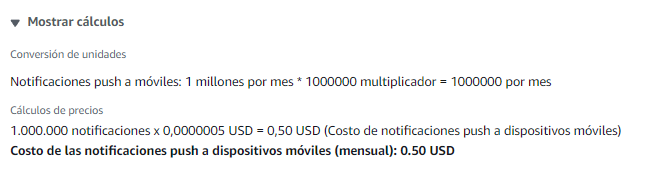 Mostrar cálculos
Conversión de unidades
Notificaciones push a móviles: 1 millones por mes * 1000000 multiplicador = 1000000 por mes
Cálculos de precios
1.000.000 notificaciones x 0,0000005 USD = 0,50 USD (Costo de notificaciones push a dispositivos móviles)
Costo de las notificaciones push a dispositivos móviles (mensual): 0.50 USD